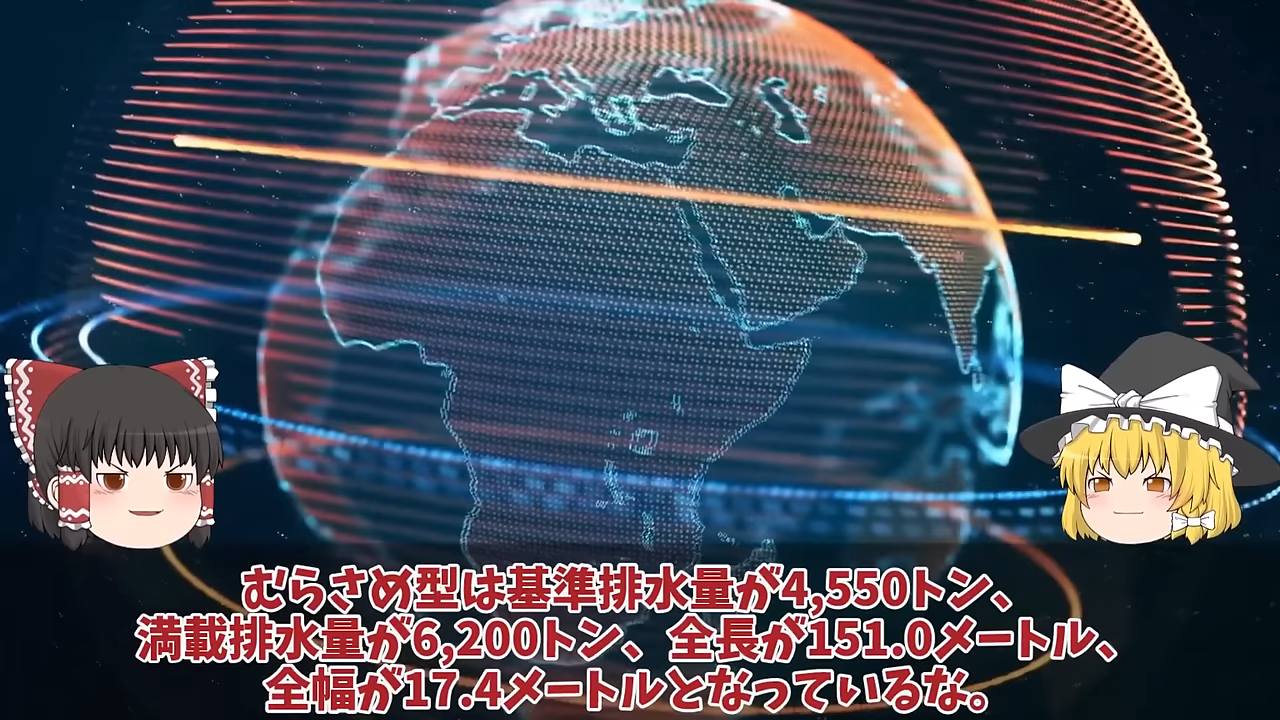 むらさめ型は基準排水量が4,550トン、
満載排水量が6,200トン、全長が151.0メートル、
全幅が17.4メートルとなっているな。